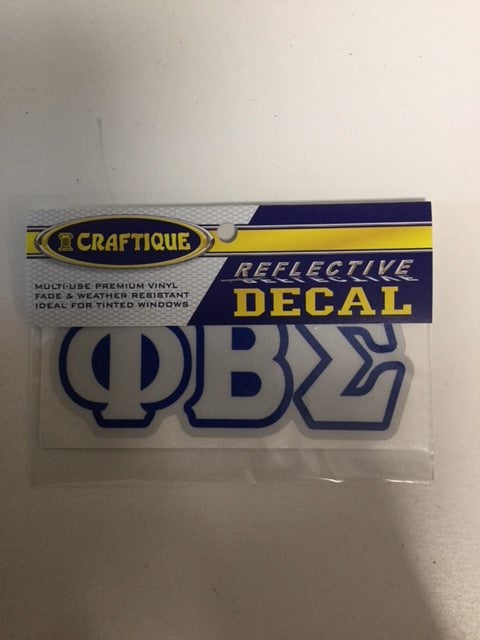 CRAFTIQUE
MULTI-USE PREMIUM VINYL
FADE & WEATHER RESISTANT
IDEAL FOR TINTED WINDOWS
REFLECTIVE
DECAL
ΦΒΣ